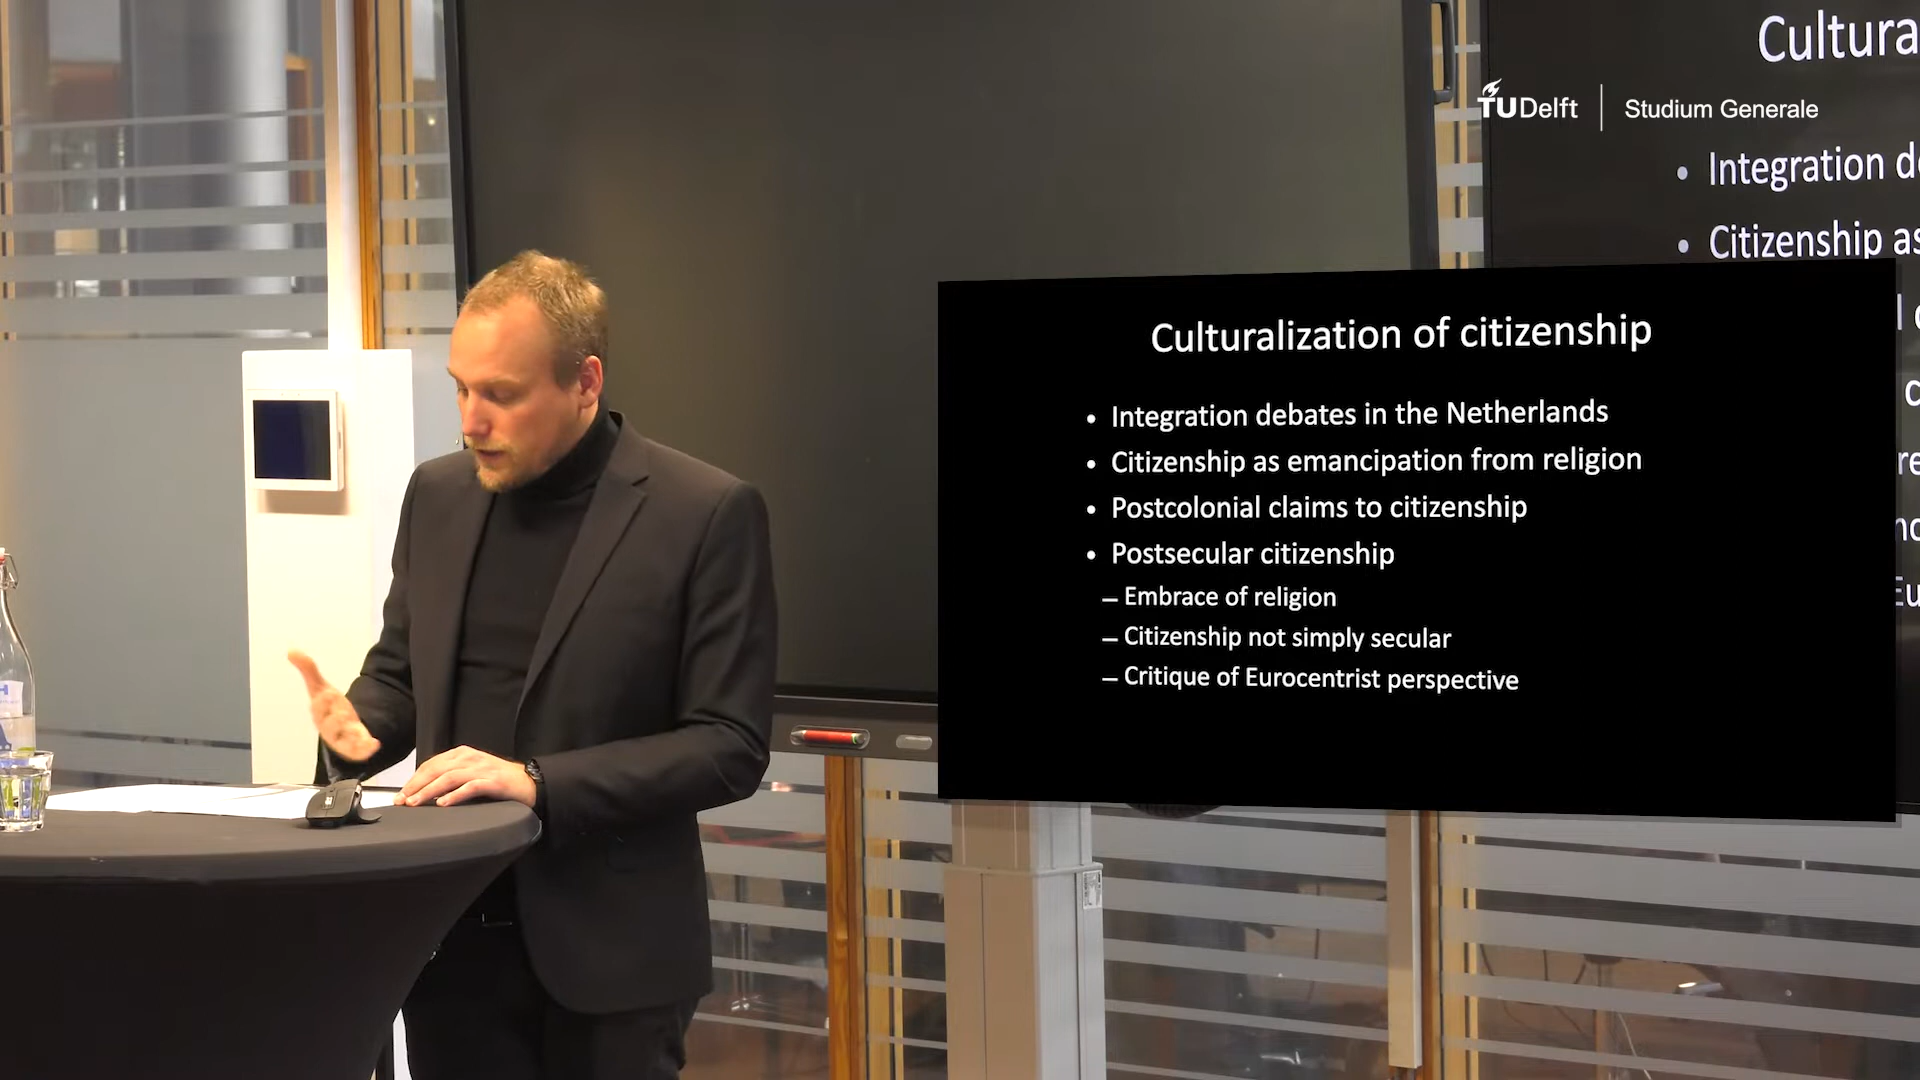 Cultura
TUDelft | Studium Generale
• Integration de
• Citizenship as
Culturalization of citizenship
• Integration debates in the Netherlands
• Citizenship as emancipation from religion
• Postcolonial claims to citizenship
• Postsecular citizenship
– Embrace of religion
– Citizenship not simply secular
– Critique of Eurocentrist perspective